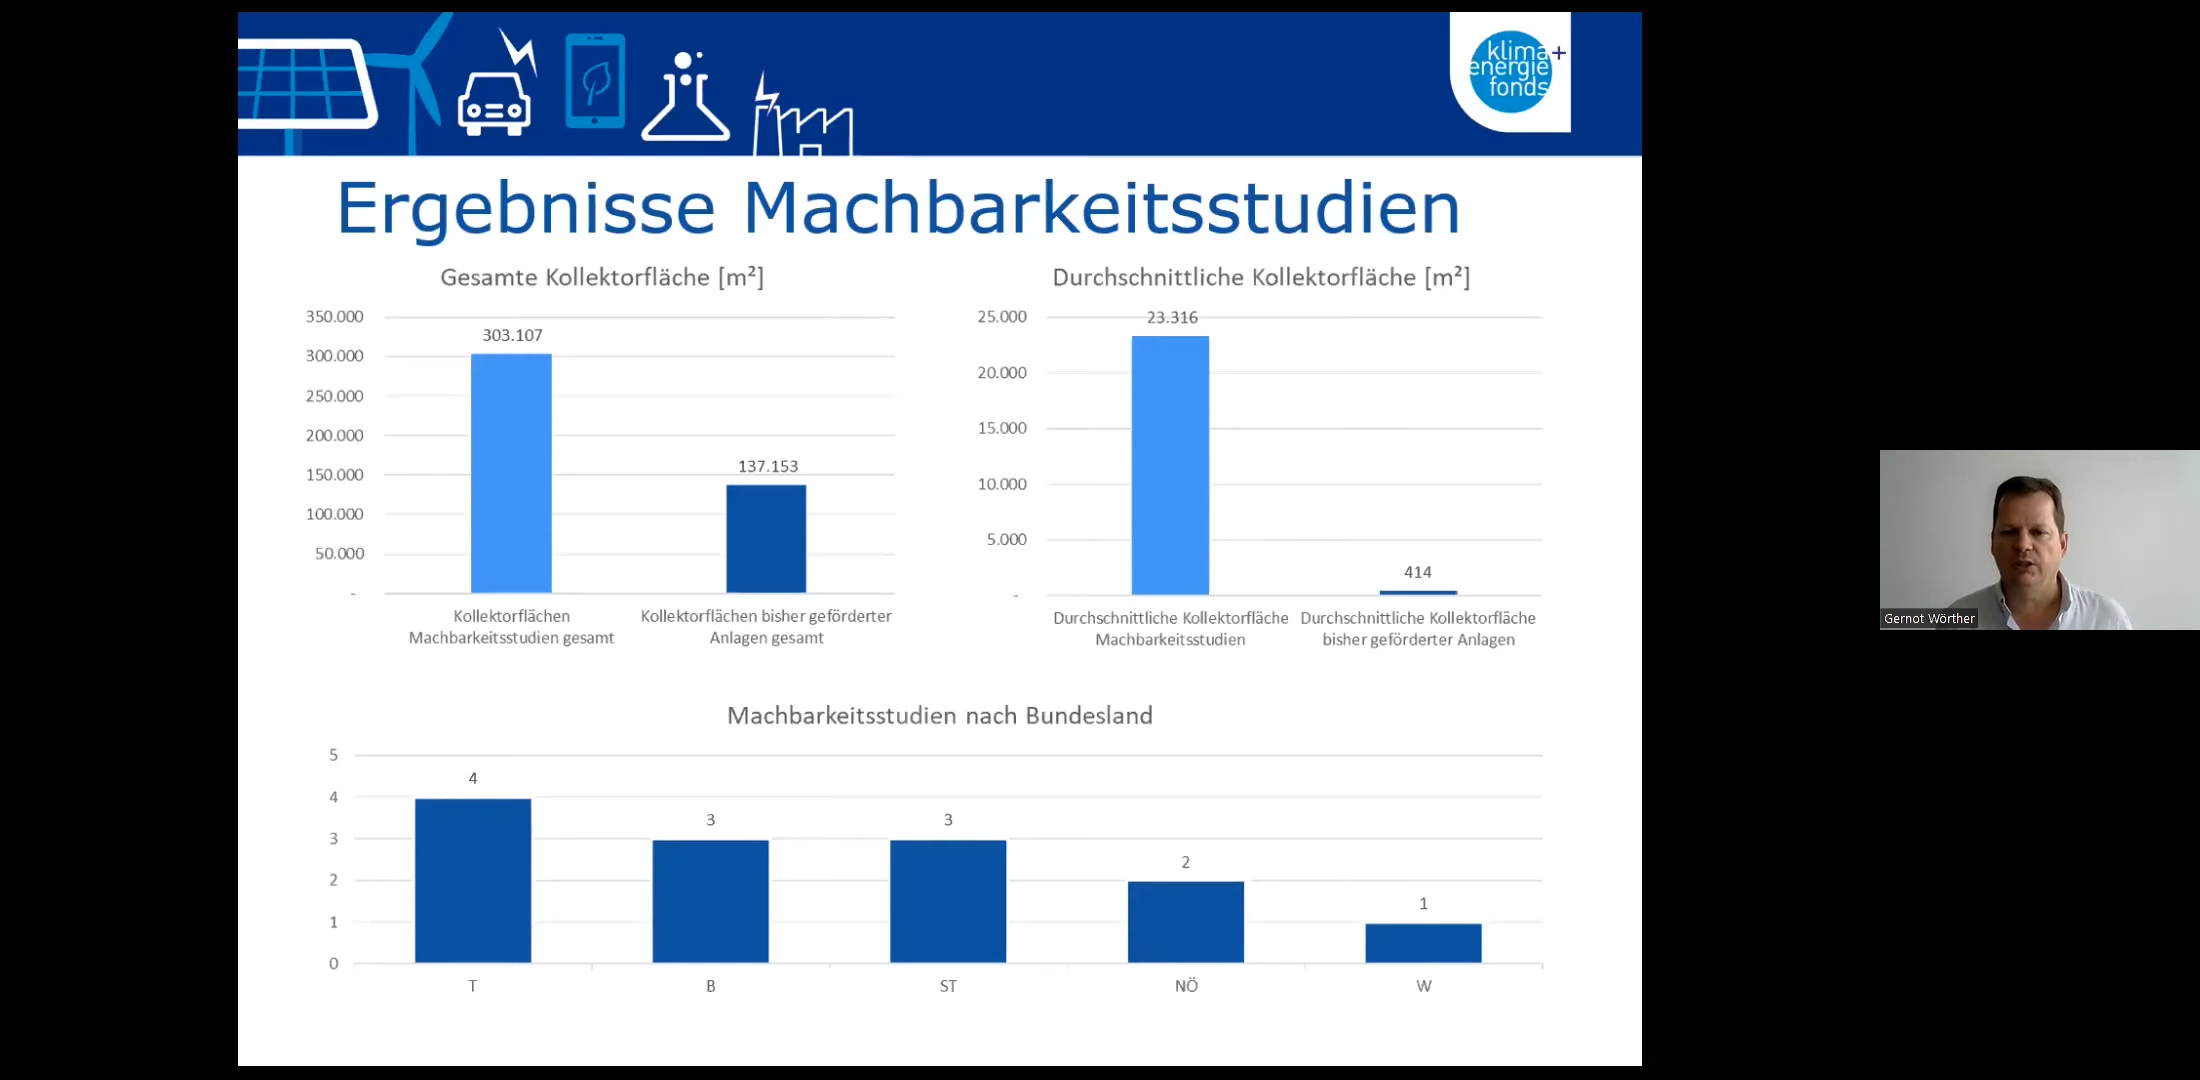 klima+
energie
fonds
Ergebnisse Machbarkeitsstudien
Gesamte Kollektorfläche [m²]
350.000
300.000
250.000
200.000
150.000
100.000
50.000
-
303.107
137.153
Kollektorflächen
Machbarkeitsstudien gesamt
Kollektorflächen bisher geförderter
Anlagen gesamt
Durchschnittliche Kollektorfläche [m²]
25.000
20.000
15.000
10.000
5.000
-
23.316
414
Durchschnittliche Kollektorfläche
Machbarkeitsstudien
Durchschnittliche Kollektorfläche
bisher geförderter Anlagen
Gernot Wörther
Machbarkeitsstudien nach Bundesland
5
4
3
2
1
0
4
3
3
2
1
T
B
ST
NÖ
W